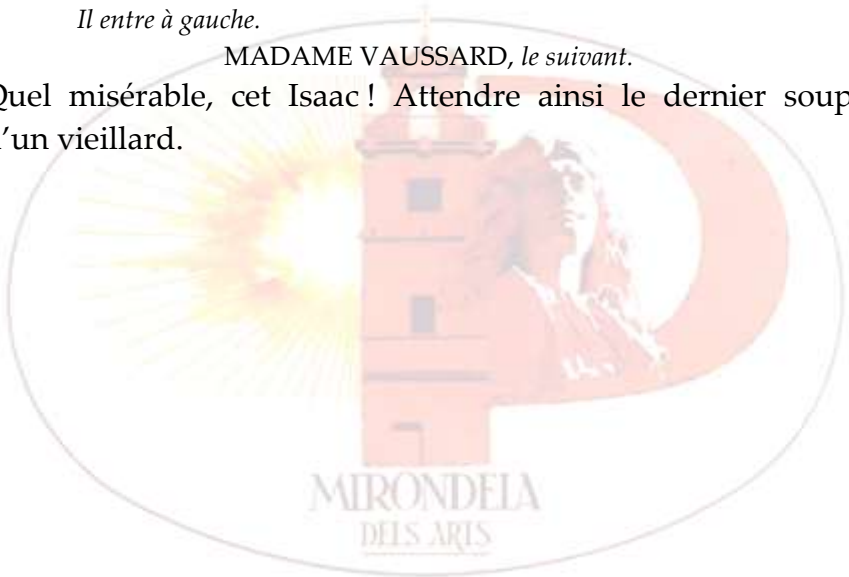 Il entre à gauche.
MADAME VAUSSARD, le suivant.
Quel misérable, cet Isaac ! Attendre ainsi le dernier soup
'un vieillard.
MIRONDELA
DELS ARTS